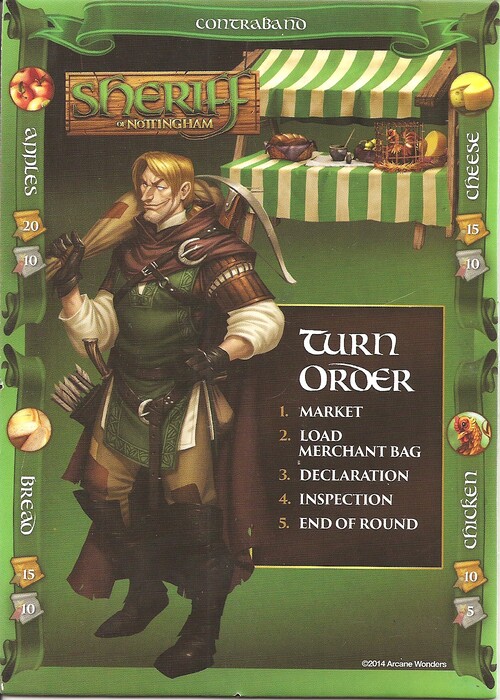 CONTRABAND
SHERIFF
OF NOTTINGHAM
APPLES
20
10
CHEESE
15
10
TURN
ORDER
1. MARKET
2. LOAD
MERCHANT BAG
3. DECLARATION
4. INSPECTION
5. END OF ROUND
BREAD
15
10
CHICKEN
10
5
©2014 Arcane Wonders